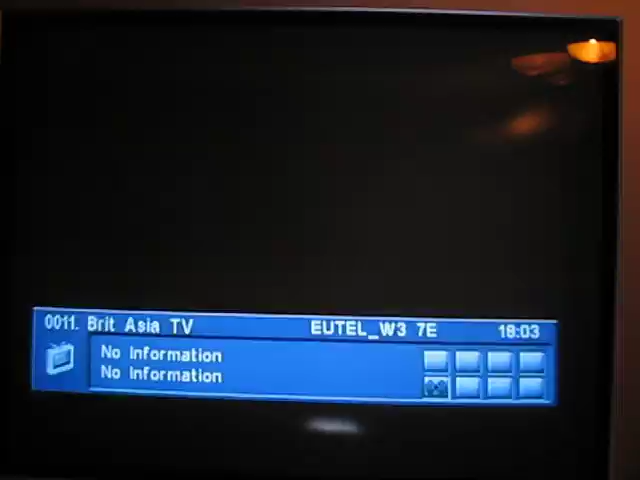 0011. Brit Asia TV EUTEL_W3 7E 18:03
No Information
No Information